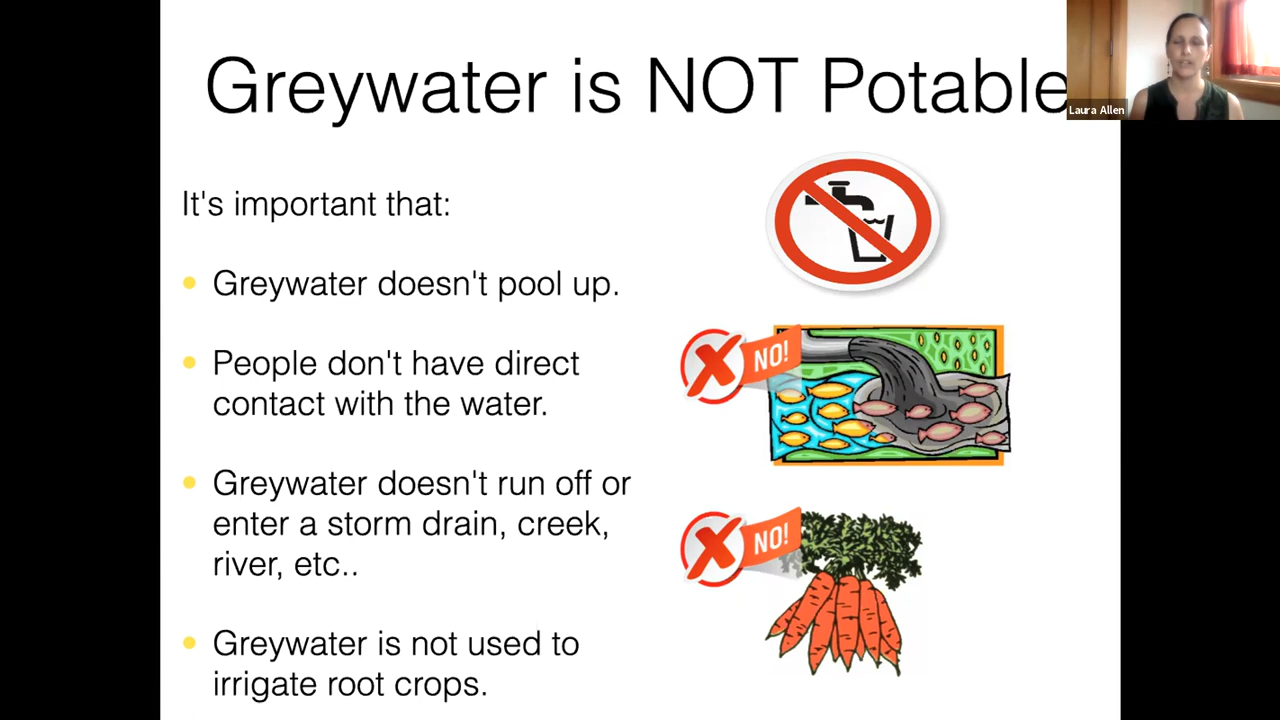 Greywater is NOT Potable
Laura Allen
It's important that:
Greywater doesn't pool up.
People don't have direct
contact with the water.
Greywater doesn't run off or
enter a storm drain, creek,
river, etc..
Greywater is not used to
irrigate root crops.
NO!
NO!